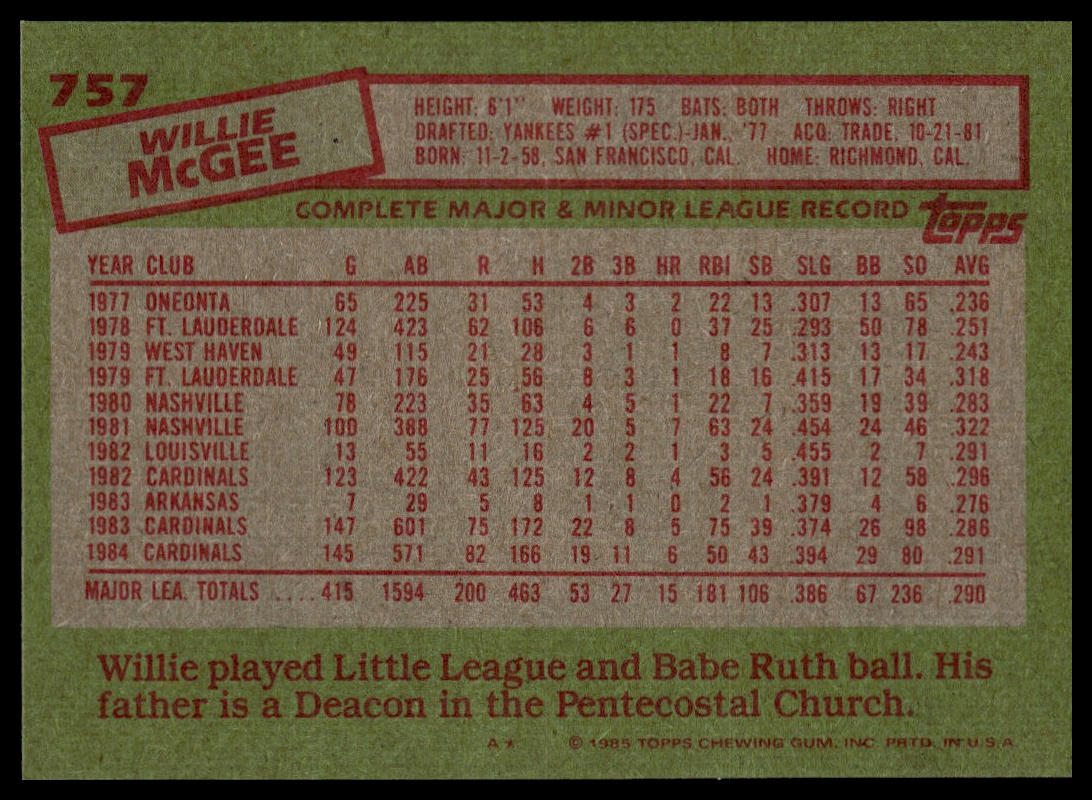 757
WILLIE
McGEE
HEIGHT: 6'1" WEIGHT: 175 BATS: BOTH THROWS: RIGHT
DRAFTED: YANKEES #1 (SPEC.)-JAN. '77 ACQ: TRADE, 10-21-81
BORN: 11-2-58, SAN FRANCISCO, CAL. HOME: RICHMOND, CAL.
COMPLETE MAJOR & MINOR LEAGUE RECORD topps
YEAR CLUB G AB R H 2B 3B HR RBI SB SLG BB SO AVG
1977 ONEONTA 65 225 31 53 4 3 2 22 13 .307 13 65 .236
1978 FT. LAUDERDALE 124 423 62 106 6 6 0 37 25 .293 50 78 .251
1979 WEST HAVEN 49 115 21 28 3 1 1 8 7 .313 13 17 .243
1979 FT. LAUDERDALE 47 176 25 56 8 3 1 18 16 .415 17 34 .318
1980 NASHVILLE 78 223 35 63 4 5 1 22 7 .359 19 39 .283
1981 NASHVILLE 100 388 77 125 20 5 7 63 24 .454 24 46 .322
1982 LOUISVILLE 13 55 11 16 2 2 1 3 5 .455 2 7 .291
1982 CARDINALS 123 422 43 125 12 8 4 56 24 .391 12 58 .296
1983 ARKANSAS 7 29 5 8 1 1 0 2 1 .379 4 6 .276
1983 CARDINALS 147 601 75 172 22 8 5 75 39 .374 26 98 .286
1984 CARDINALS 145 571 82 166 19 11 6 50 43 .394 29 80 .291
MAJOR LEA. TOTALS ....415 1594 200 463 53 27 15 181 106 .386 67 236 .290
Willie played Little League and Babe Ruth ball. His
father is a Deacon in the Pentecostal Church.
A* © 1985 TOPPS CHEWING GUM, INC. PRTD. IN U.S.A.